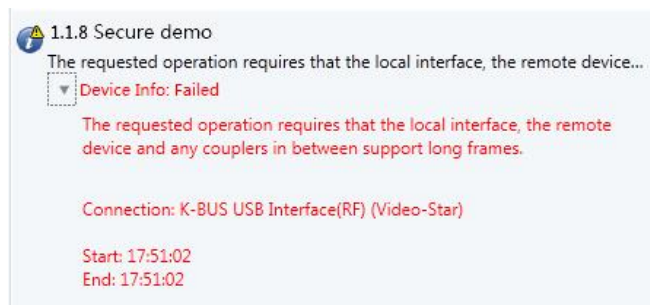 1.1.8 Secure demo
The requested operation requires that the local interface, the remote device...
Device Info: Failed
The requested operation requires that the local interface, the remote
device and any couplers in between support long frames.
Connection: K-BUS USB Interface(RF) (Video-Star)
Start: 17:51:02
End: 17:51:02